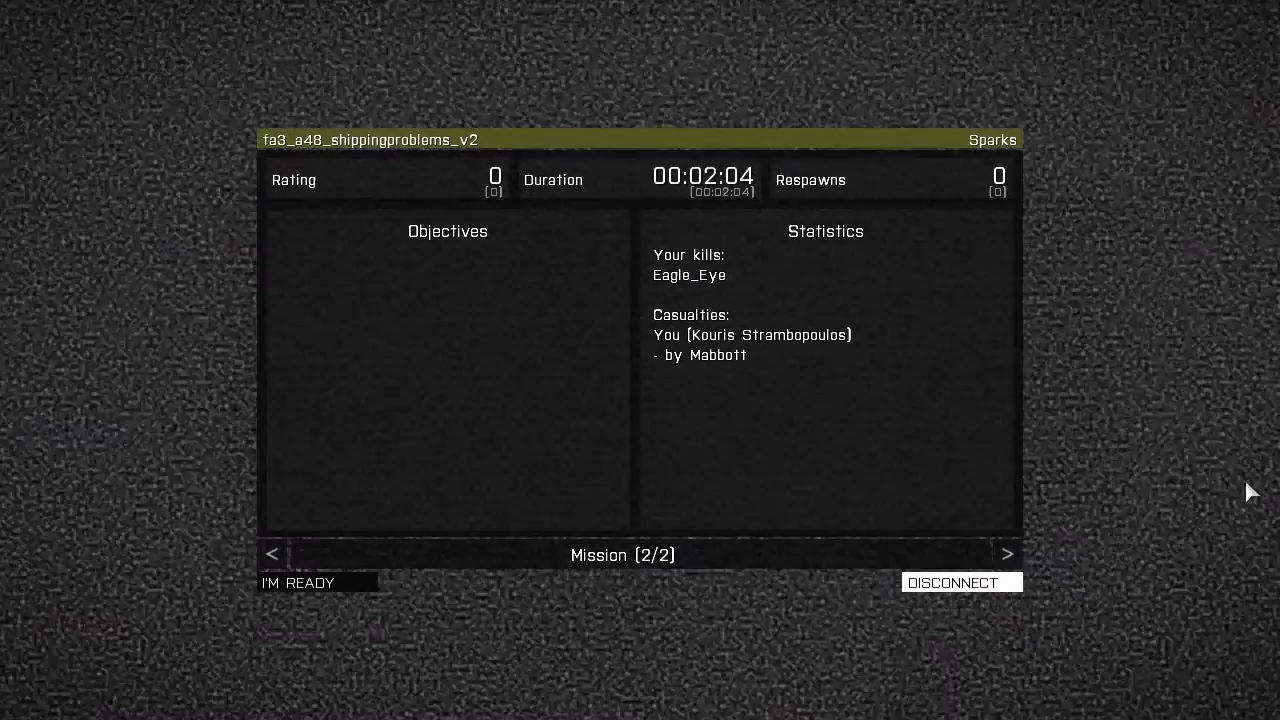 fa3_a48_shippingproblems_v2 Sparks
Rating 0 [0] Duration 00:02:04 [00:02:04] Respawns 0 [0]
Objectives
Statistics
Your kills:
Eagle_Eye
Casualties:
You [Kouris Strambopoulos]
- by Mabbott
< Mission [2/2] >
I'M READY
DISCONNECT